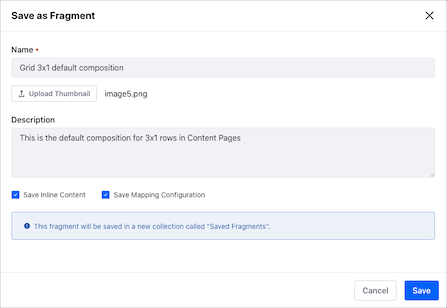 Save as Fragment
Name
Grid 3x1 default composition
Upload Thumbnail image5.png
Description
This is the default composition for 3x1 rows in Content Pages
Save Inline Content Save Mapping Configuration
This fragment will be saved in a new collection called "Saved Fragments".
Cancel Save